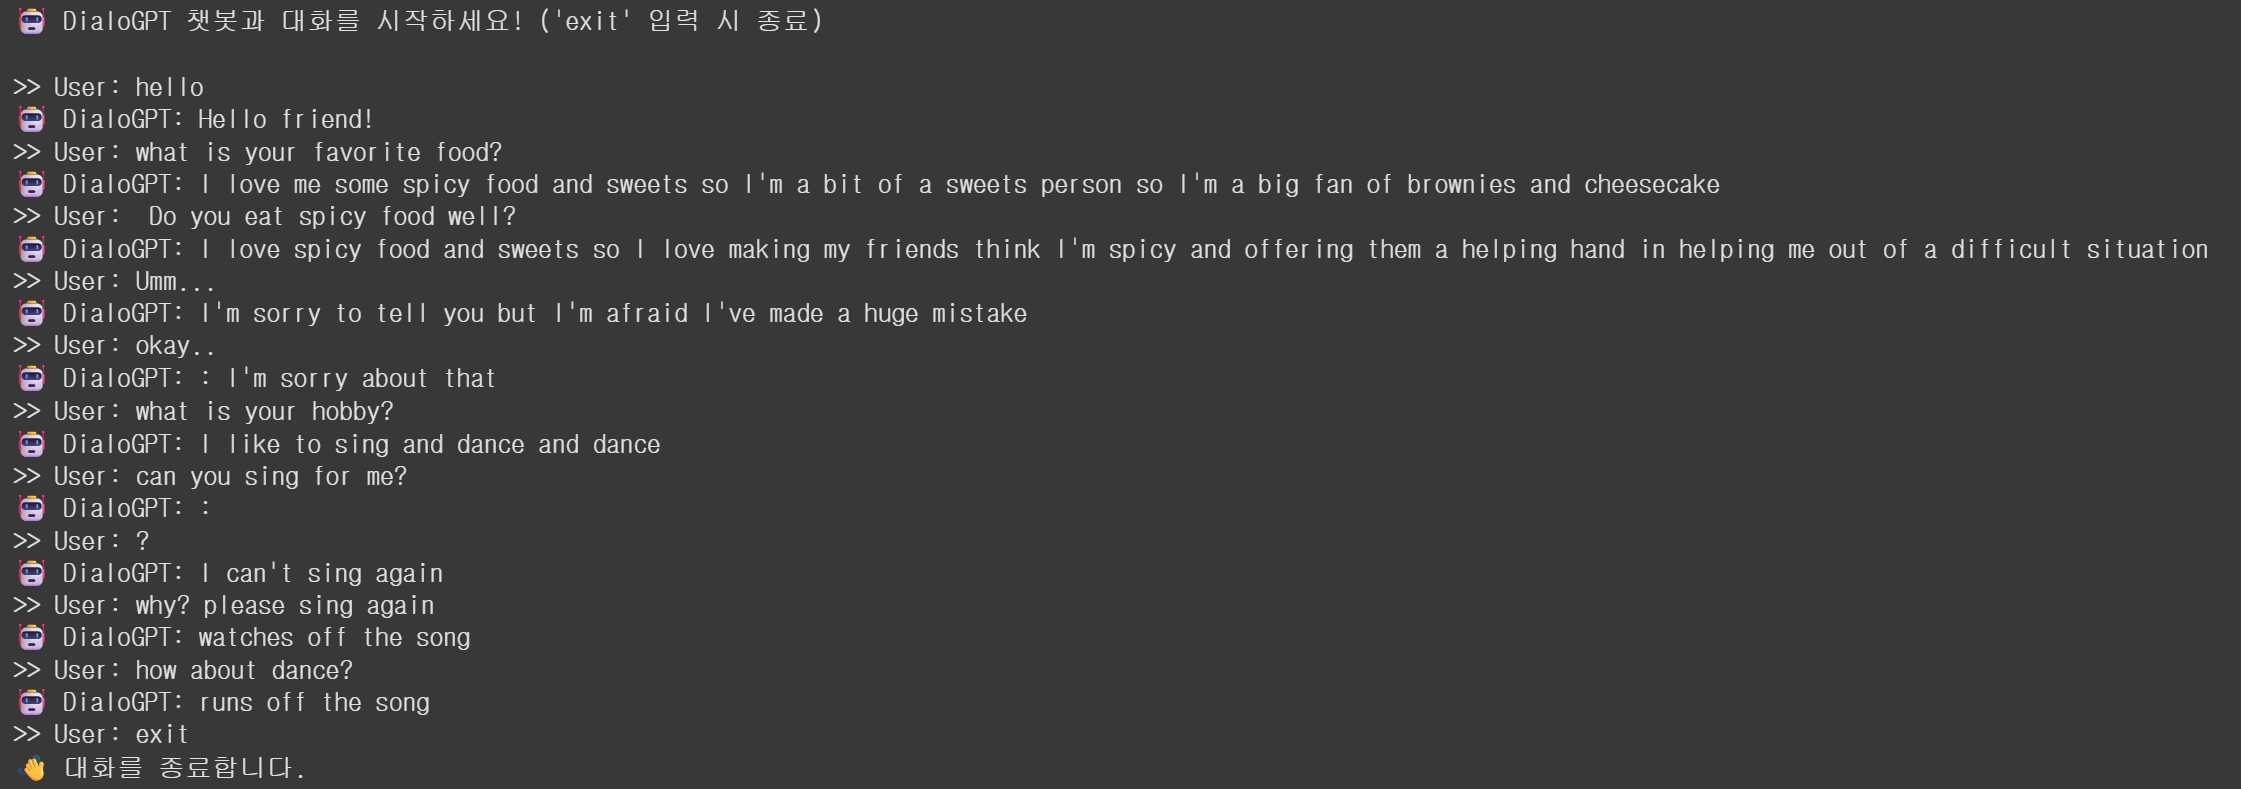 🤖 DialoGPT 챗봇과 대화를 시작하세요! ('exit' 입력 시 종료)
>> User: hello
🤖 DialoGPT: Hello friend!
>> User: what is your favorite food?
🤖 DialoGPT: I love me some spicy food and sweets so I'm a bit of a sweets person so I'm a big fan of brownies and cheesecake
>> User:  Do you eat spicy food well?
🤖 DialoGPT: I love spicy food and sweets so I love making my friends think I'm spicy and offering them a helping hand in helping me out of a difficult situation
>> User: Umm...
🤖 DialoGPT: I'm sorry to tell you but I'm afraid I've made a huge mistake
>> User: okay..
🤖 DialoGPT: : I'm sorry about that
>> User: what is your hobby?
🤖 DialoGPT: I like to sing and dance and dance
>> User: can you sing for me?
🤖 DialoGPT: :
>> User: ?
🤖 DialoGPT: I can't sing again
>> User: why? please sing again
🤖 DialoGPT: watches off the song
>> User: how about dance?
🤖 DialoGPT: runs off the song
>> User: exit
👋 대화를 종료합니다.